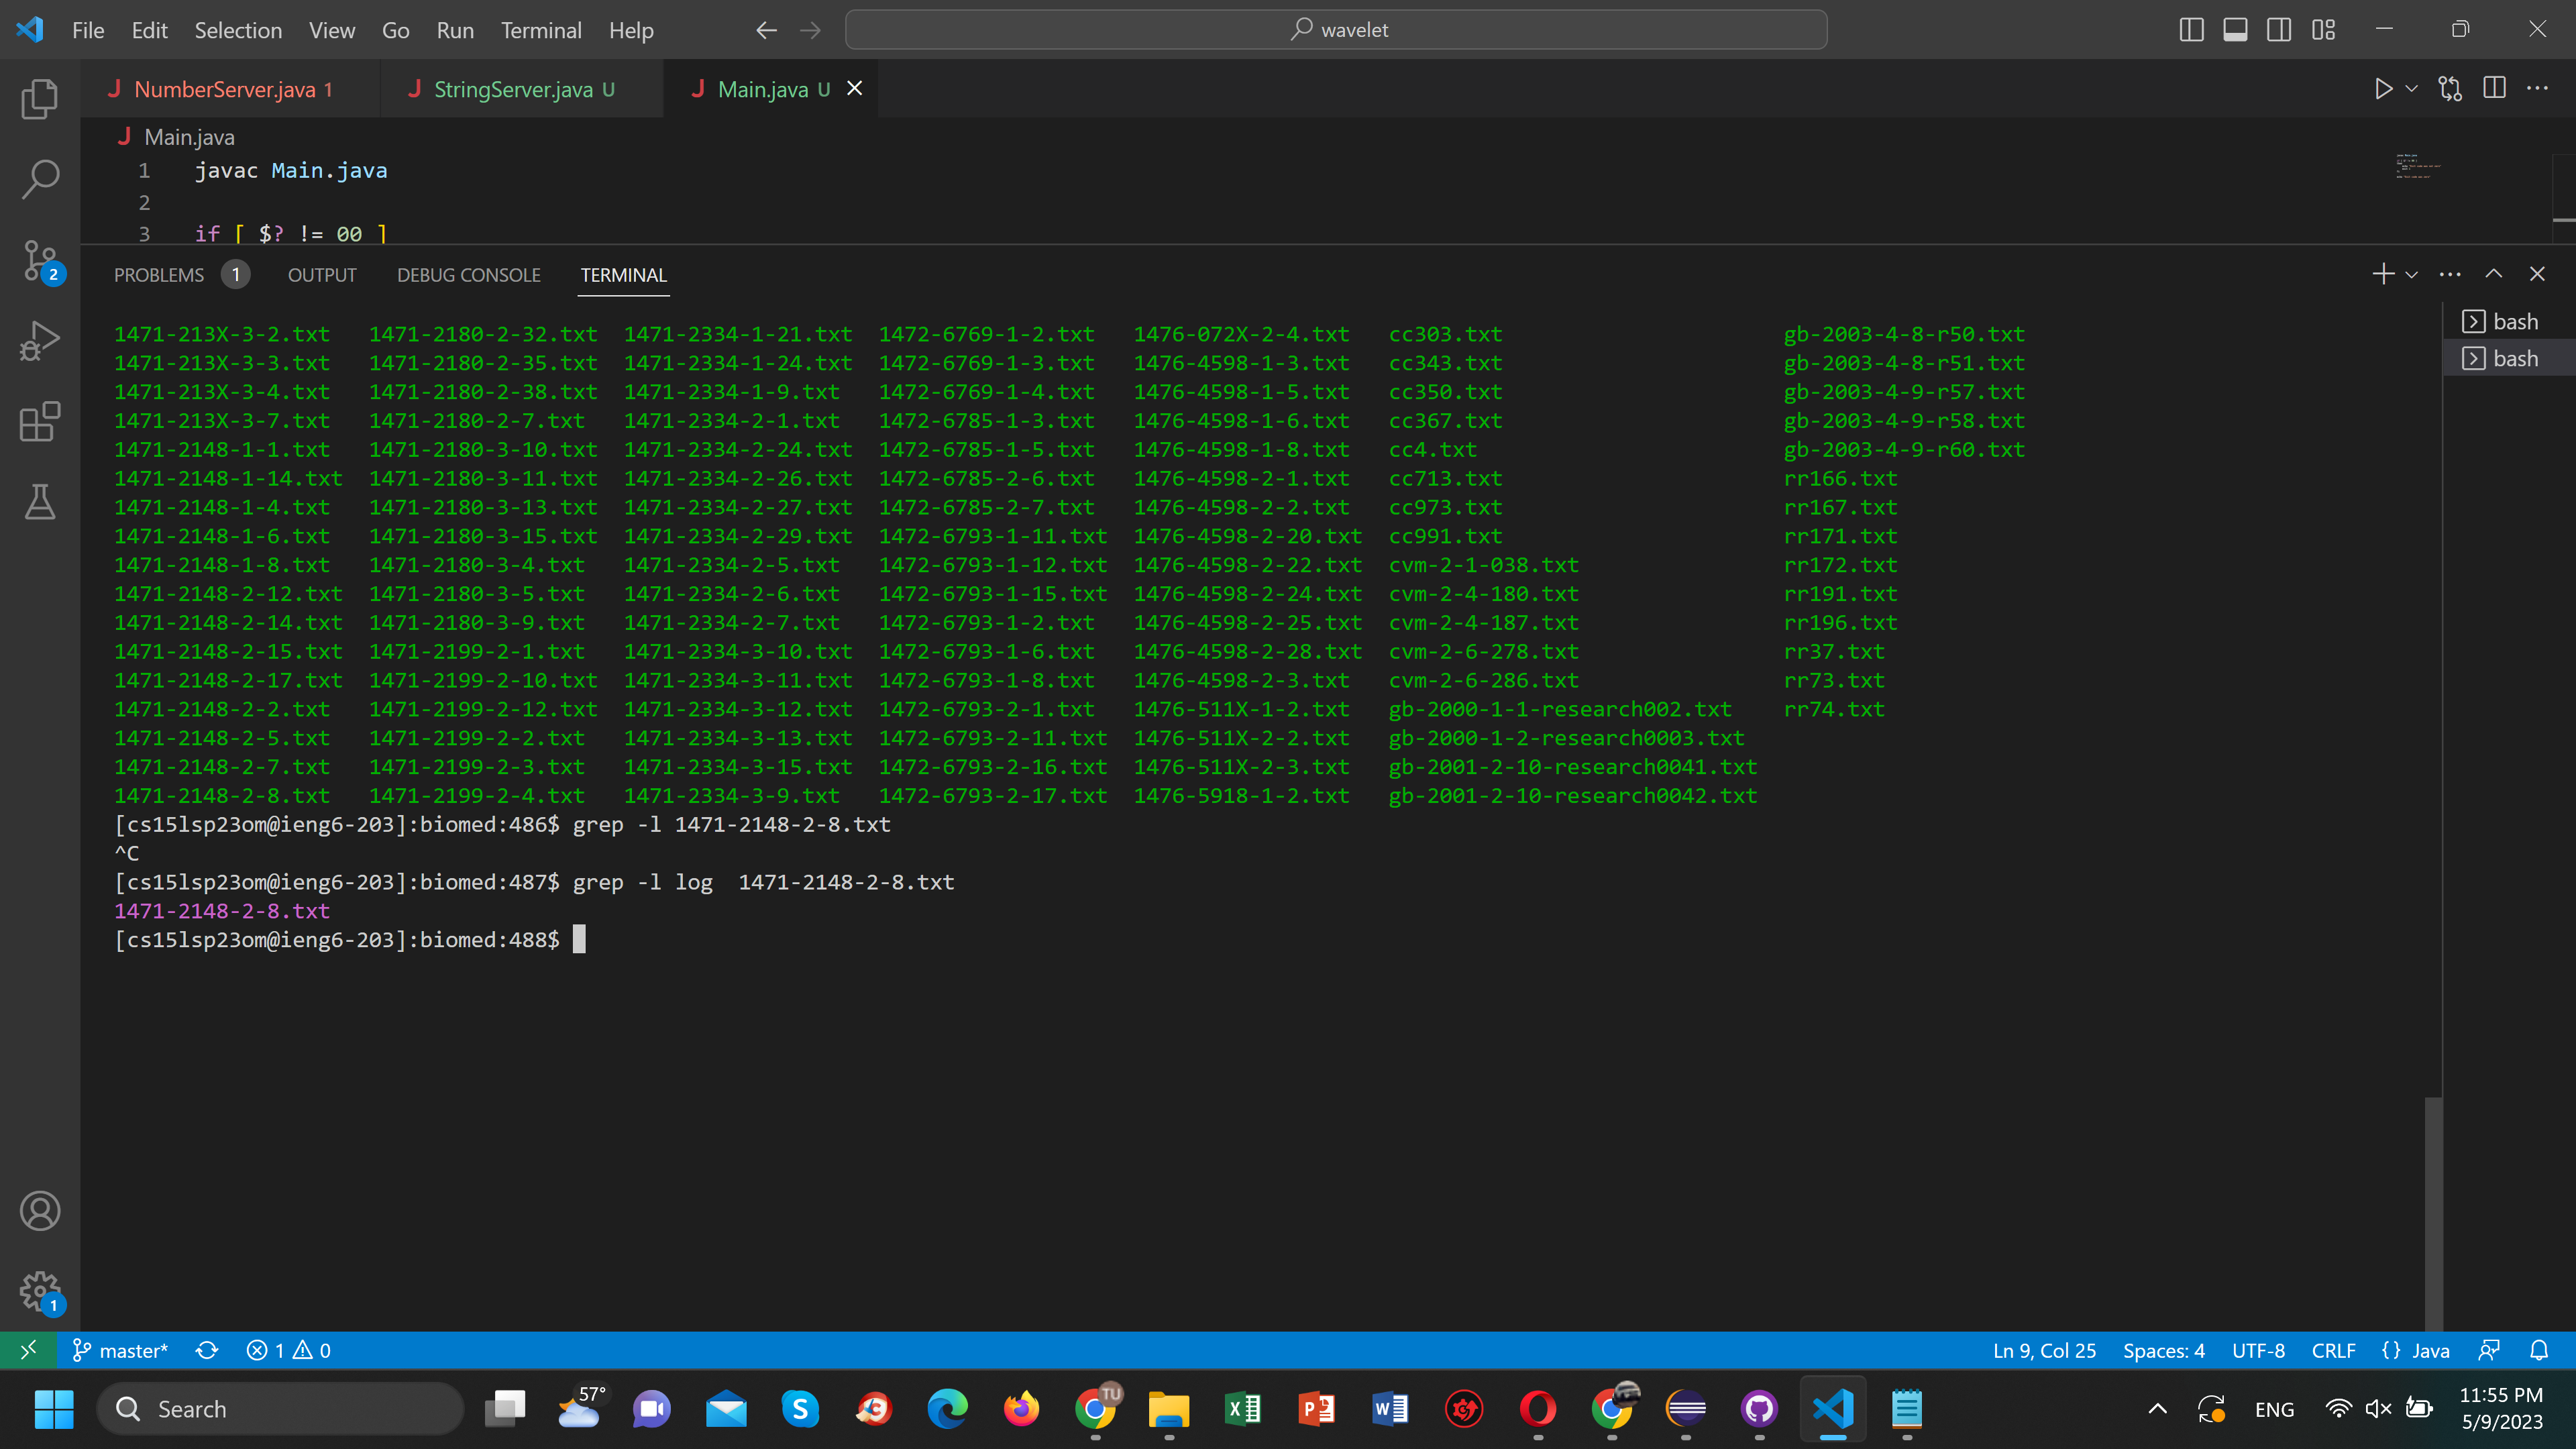 File Edit Selection View Go Run Terminal Help wavelet
NumberServer.java 1 StringServer.java U Main.java U
Main.java
1 javac Main.java
2
3 if [ $? != 00 ]
PROBLEMS 1 OUTPUT DEBUG CONSOLE TERMINAL
1471-213X-3-2.txt 1471-2180-2-32.txt 1471-2334-1-21.txt 1472-6769-1-2.txt 1476-072X-2-4.txt cc303.txt gb-2003-4-8-r50.txt bash
1471-213X-3-3.txt 1471-2180-2-35.txt 1471-2334-1-24.txt 1472-6769-1-3.txt 1476-4598-1-3.txt cc343.txt gb-2003-4-8-r51.txt bash
1471-213X-3-4.txt 1471-2180-2-38.txt 1471-2334-1-9.txt 1472-6769-1-4.txt 1476-4598-1-5.txt cc350.txt gb-2003-4-9-r57.txt
1471-213X-3-7.txt 1471-2180-2-7.txt 1471-2334-2-1.txt 1472-6785-1-3.txt 1476-4598-1-6.txt cc367.txt gb-2003-4-9-r58.txt
1471-2148-1-1.txt 1471-2180-3-10.txt 1471-2334-2-24.txt 1472-6785-1-5.txt 1476-4598-1-8.txt cc4.txt gb-2003-4-9-r60.txt
1471-2148-1-14.txt 1471-2180-3-11.txt 1471-2334-2-26.txt 1472-6785-2-6.txt 1476-4598-2-1.txt cc713.txt rr166.txt
1471-2148-1-4.txt 1471-2180-3-13.txt 1471-2334-2-27.txt 1472-6785-2-7.txt 1476-4598-2-2.txt cc973.txt rr167.txt
1471-2148-1-6.txt 1471-2180-3-15.txt 1471-2334-2-29.txt 1472-6793-1-11.txt 1476-4598-2-20.txt cc991.txt rr171.txt
1471-2148-1-8.txt 1471-2180-3-4.txt 1471-2334-2-5.txt 1472-6793-1-12.txt 1476-4598-2-22.txt cvm-2-1-038.txt rr172.txt
1471-2148-2-12.txt 1471-2180-3-5.txt 1471-2334-2-6.txt 1472-6793-1-15.txt 1476-4598-2-24.txt cvm-2-4-180.txt rr191.txt
1471-2148-2-14.txt 1471-2180-3-9.txt 1471-2334-2-7.txt 1472-6793-1-2.txt 1476-4598-2-25.txt cvm-2-4-187.txt rr196.txt
1471-2148-2-15.txt 1471-2199-2-1.txt 1471-2334-3-10.txt 1472-6793-1-6.txt 1476-4598-2-28.txt cvm-2-6-278.txt rr37.txt
1471-2148-2-17.txt 1471-2199-2-10.txt 1471-2334-3-11.txt 1472-6793-1-8.txt 1476-4598-2-3.txt cvm-2-6-286.txt rr73.txt
1471-2148-2-2.txt 1471-2199-2-12.txt 1471-2334-3-12.txt 1472-6793-2-1.txt 1476-511X-1-2.txt gb-2000-1-1-research002.txt rr74.txt
1471-2148-2-5.txt 1471-2199-2-2.txt 1471-2334-3-13.txt 1472-6793-2-11.txt 1476-511X-2-2.txt gb-2000-1-2-research0003.txt
1471-2148-2-7.txt 1471-2199-2-3.txt 1471-2334-3-15.txt 1472-6793-2-16.txt 1476-511X-2-3.txt gb-2001-2-10-research0041.txt
1471-2148-2-8.txt 1471-2199-2-4.txt 1471-2334-3-9.txt 1472-6793-2-17.txt 1476-5918-1-2.txt gb-2001-2-10-research0042.txt
[cs15lsp23om@ieng6-203]:biomed:486$ grep -l 1471-2148-2-8.txt
^C
[cs15lsp23om@ieng6-203]:biomed:487$ grep -l log  1471-2148-2-8.txt
1471-2148-2-8.txt
[cs15lsp23om@ieng6-203]:biomed:488$
master* 1 0 Ln 9, Col 25 Spaces: 4 UTF-8 CRLF {} Java
Search 57° TU ENG 11:55 PM
5/9/2023